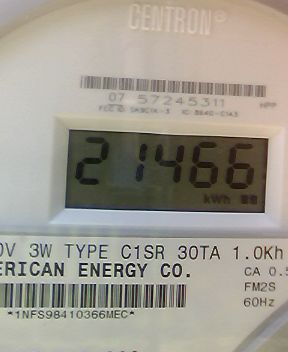 CENTRON®
07 57245311 HPP
21466
kWh
0V 3W TYPE C1SR 30TA 1.0Kh
ERICAN ENERGY CO. CA 0.5
FM2S
60Hz
*1NFS98410366MEC*